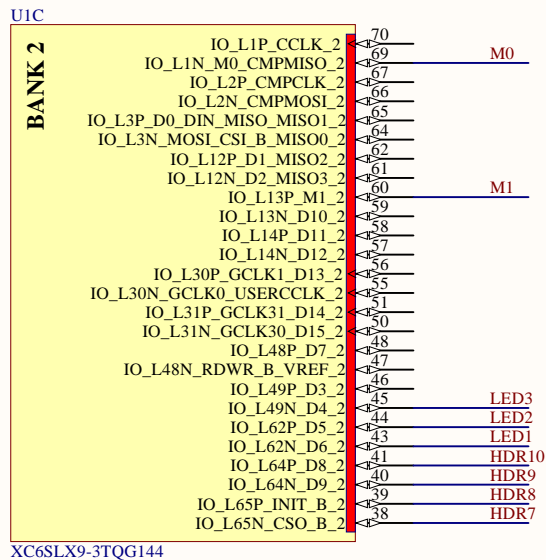 U1C
BANK 2
IO_L1P_CCLK_2 70
IO_L1N_M0_CMPMISO_2 69 M0
IO_L2P_CMPCLK_2 67
IO_L2N_CMPMOSI_2 66
IO_L3P_D0_DIN_MISO_MISO1_2 65
IO_L3N_MOSI_CSI_B_MISO0_2 64
IO_L12P_D1_MISO2_2 62
IO_L12N_D2_MISO3_2 61
IO_L13P_M1_2 60 M1
IO_L13N_D10_2 59
IO_L14P_D11_2 58
IO_L14N_D12_2 57
IO_L30P_GCLK1_D13_2 56
IO_L30N_GCLK0_USERCCLK_2 55
IO_L31P_GCLK31_D14_2 51
IO_L31N_GCLK30_D15_2 50
IO_L48P_D7_2 48
IO_L48N_RDWR_B_VREF_2 47
IO_L49P_D3_2 46
IO_L49N_D4_2 45 LED3
IO_L62P_D5_2 44 LED2
IO_L62N_D6_2 43 LED1
IO_L64P_D8_2 41 HDR10
IO_L64N_D9_2 40 HDR9
IO_L65P_INIT_B_2 39 HDR8
IO_L65N_CSO_B_2 38 HDR7
XC6SLX9-3TQG144